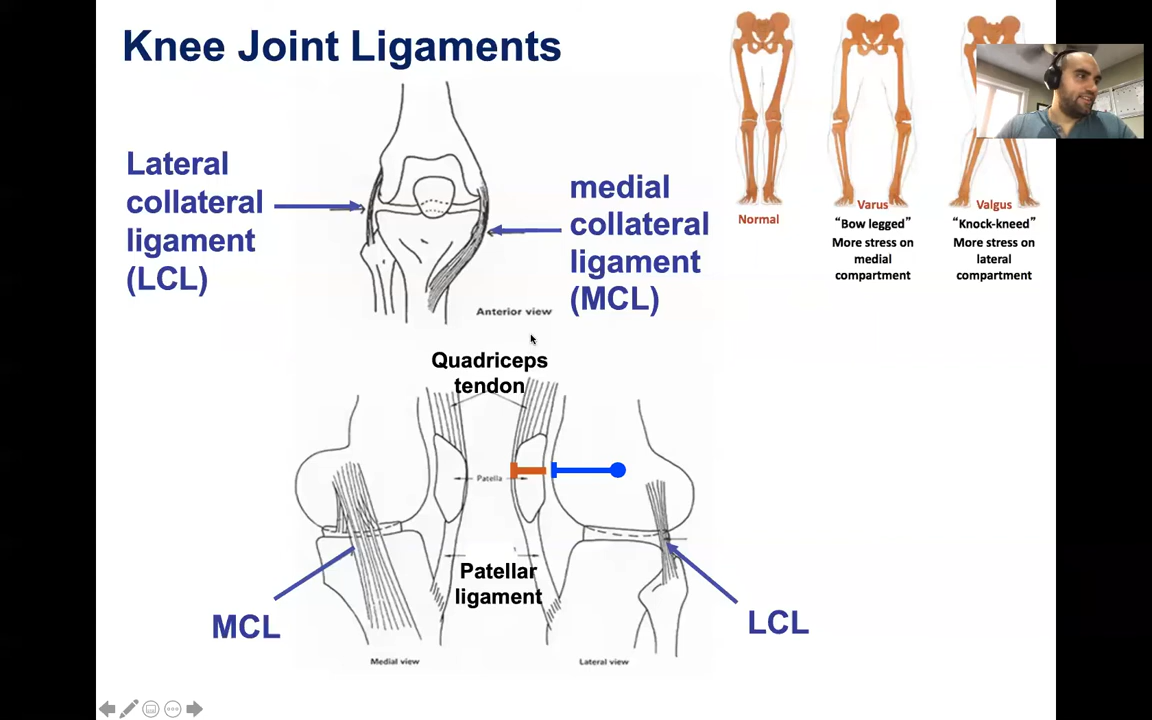 Knee Joint Ligaments
Lateral
collateral
ligament
(LCL)
medial
collateral
ligament
(MCL)
Anterior view
Normal
Varus
“Bow legged”
More stress on
medial
compartment
Valgus
“Knock-kneed”
More stress on
lateral
compartment
Quadriceps
tendon
Patella
Patellar
ligament
MCL
LCL
Medial view
Lateral view